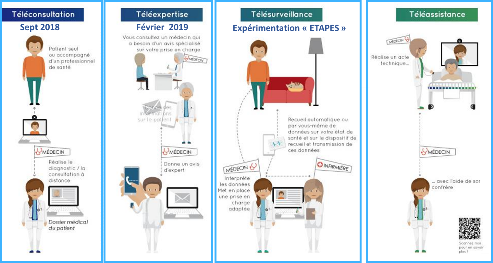 Téléconsultation
Sept 2018
Patient seul
ou accompagné
d'un professionnel
de santé
MÉDECIN
Réalise le
diagnostic / la
consultation à
distance
Dossier médical
du patient
Téléexpertise
Février 2019
Vous consultez un médecin qui
a besoin d'un avis spécialisé
sur votre prise en charge
MÉDECIN
sur le patient
MÉDECIN
Donne un avis
d'expert
Télésurveillance
Expérimentation « ETAPES »
Recueil automatique ou
par vous-même de
données sur votre état de
santé et sur le dispositif de
recueil et transmission de
ces données
MÉDECIN
INFIRMIÈRE
Interprète
les données
Met en place
une prise en
charge
adaptée
Téléassistance
MÉDECIN
Réalise un acte
technique...
MÉDECIN
... avec l'aide de son
confrère